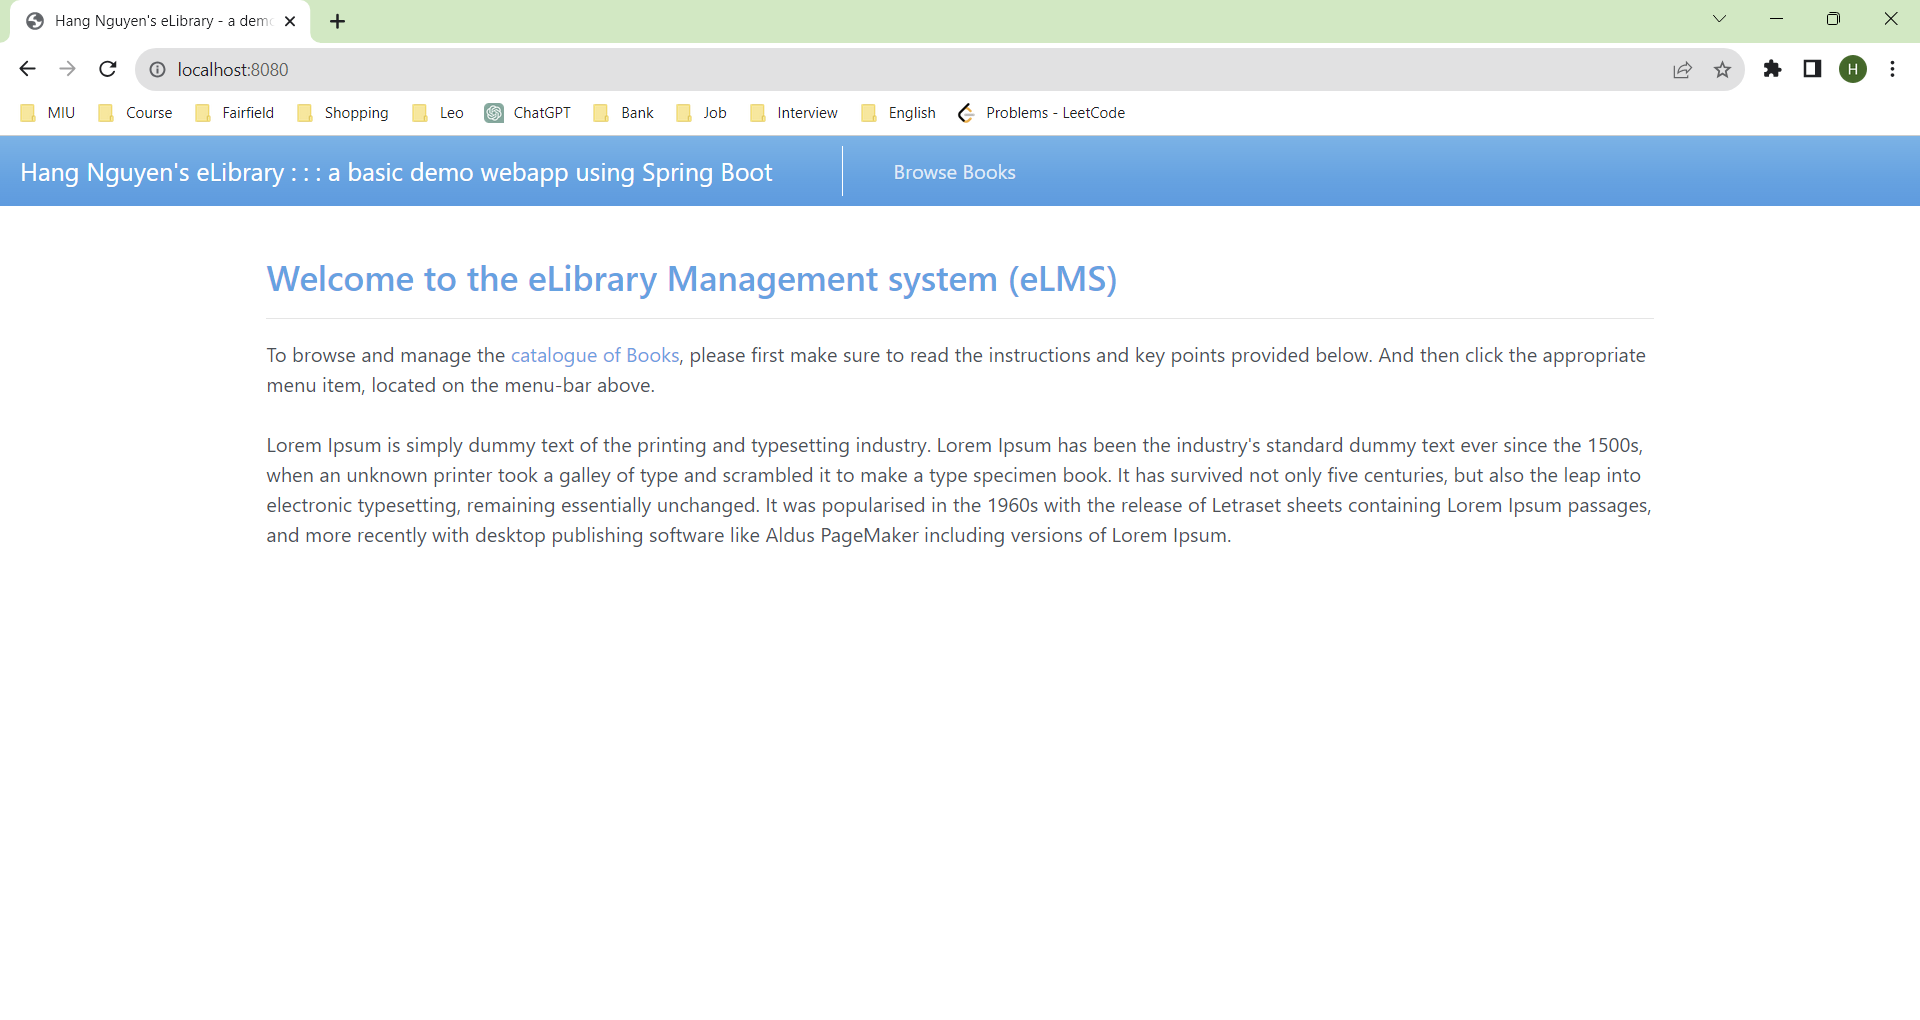 Hang Nguyen's eLibrary - a demo
localhost:8080
MIU Course Fairfield Shopping Leo ChatGPT Bank Job Interview English Problems - LeetCode
H
Hang Nguyen's eLibrary : : : a basic demo webapp using Spring Boot
Browse Books
Welcome to the eLibrary Management system (eLMS)
To browse and manage the catalogue of Books, please first make sure to read the instructions and key points provided below. And then click the appropriate
menu item, located on the menu-bar above.
Lorem Ipsum is simply dummy text of the printing and typesetting industry. Lorem Ipsum has been the industry's standard dummy text ever since the 1500s,
when an unknown printer took a galley of type and scrambled it to make a type specimen book. It has survived not only five centuries, but also the leap into
electronic typesetting, remaining essentially unchanged. It was popularised in the 1960s with the release of Letraset sheets containing Lorem Ipsum passages,
and more recently with desktop publishing software like Aldus PageMaker including versions of Lorem Ipsum.